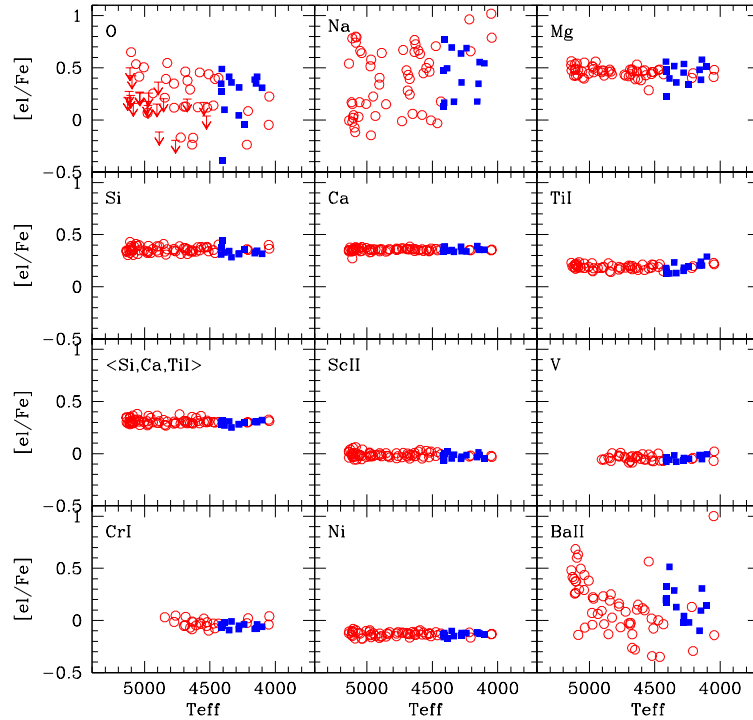 1
0.5
0
−0.5
[el/Fe]
O
Na
Mg
1
0.5
0
−0.5
[el/Fe]
Si
Ca
TiI
1
0.5
0
−0.5
[el/Fe]
<Si,Ca,TiI>
ScII
V
1
0.5
0
−0.5
[el/Fe]
CrI
Ni
BaII
5000 4500 4000
5000 4500 4000
5000 4500 4000
Teff
Teff
Teff